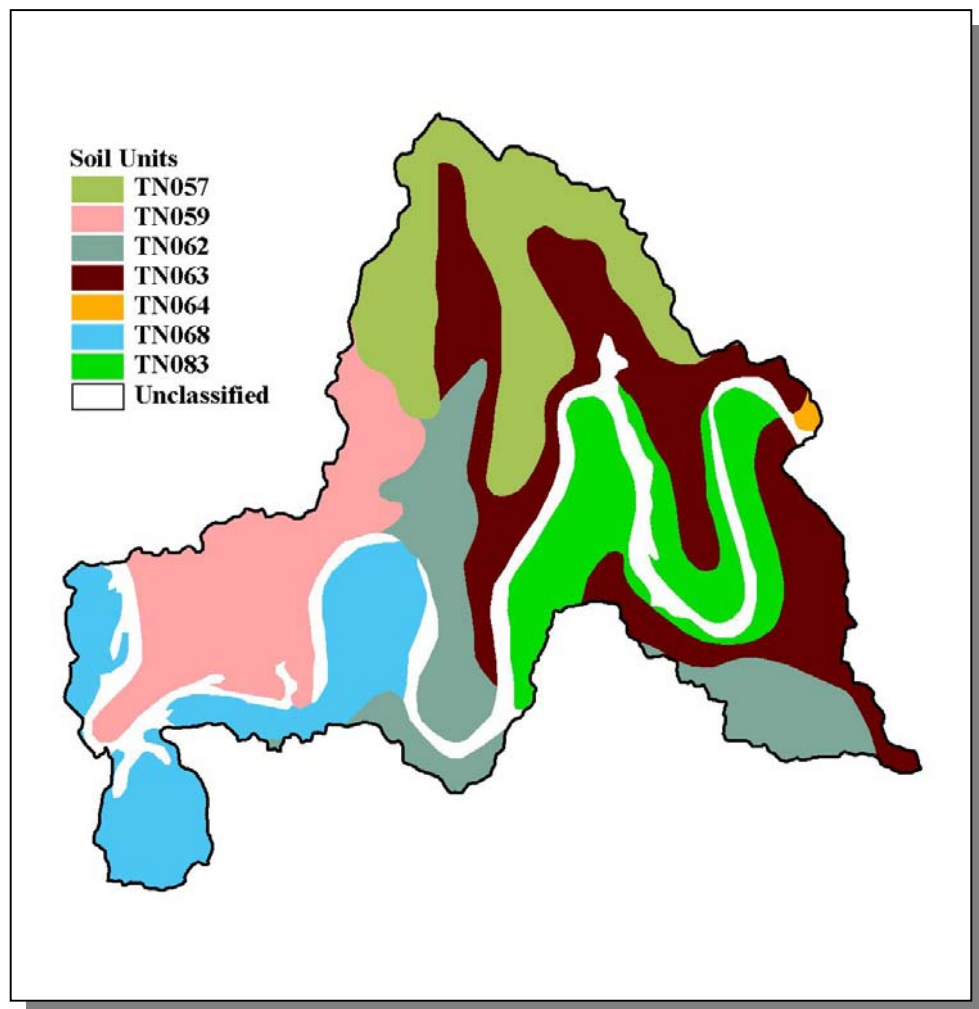 Soil Units
TN057
TN059
TN062
TN063
TN064
TN068
TN083
Unclassified